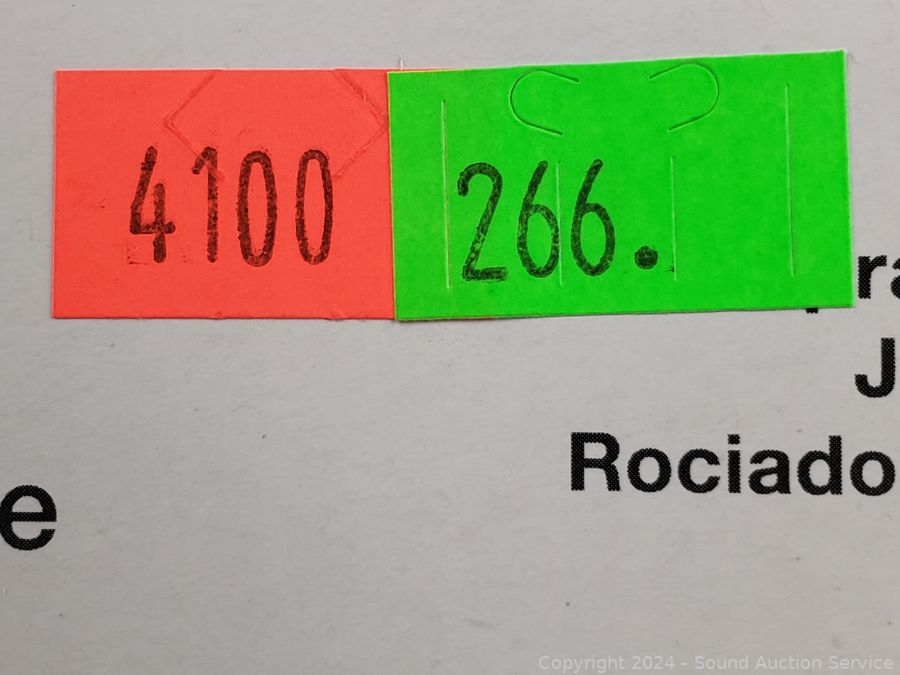 4100 266.
J
Rociado
e
Copyright 2024 - Sound Auction Service